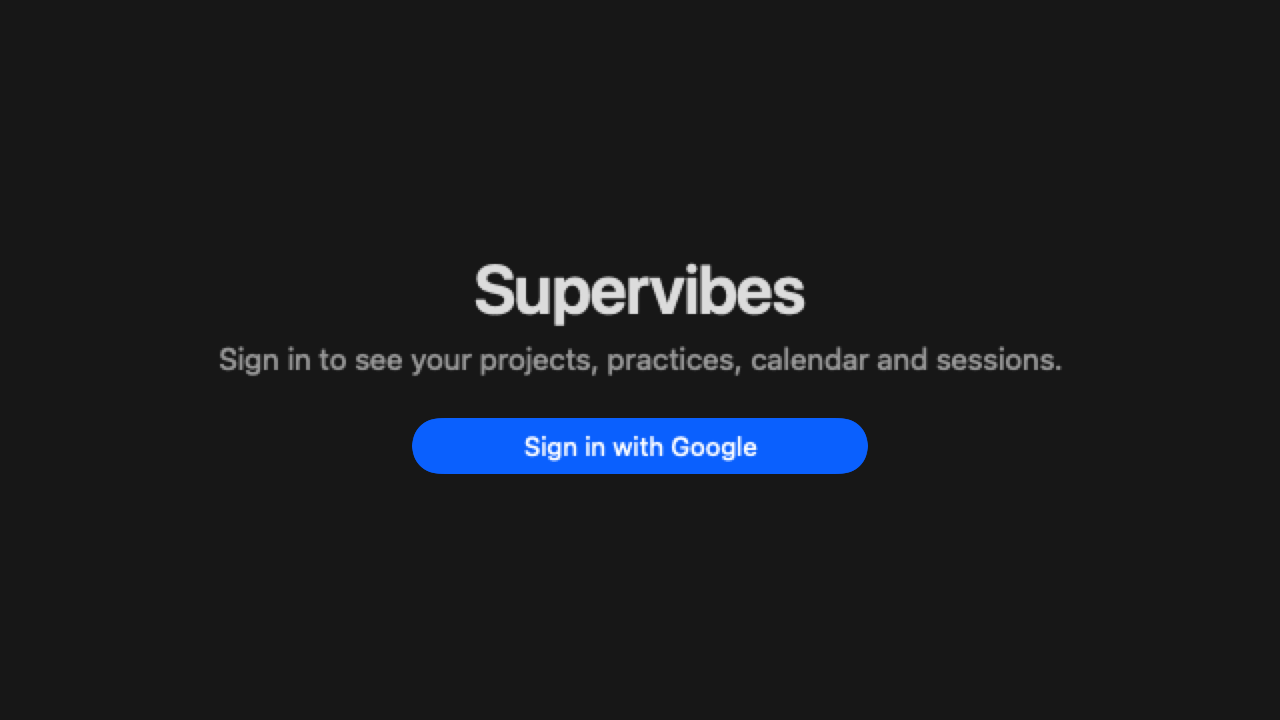 Supervibes
Sign in to see your projects, practices, calendar and sessions.
Sign in with Google